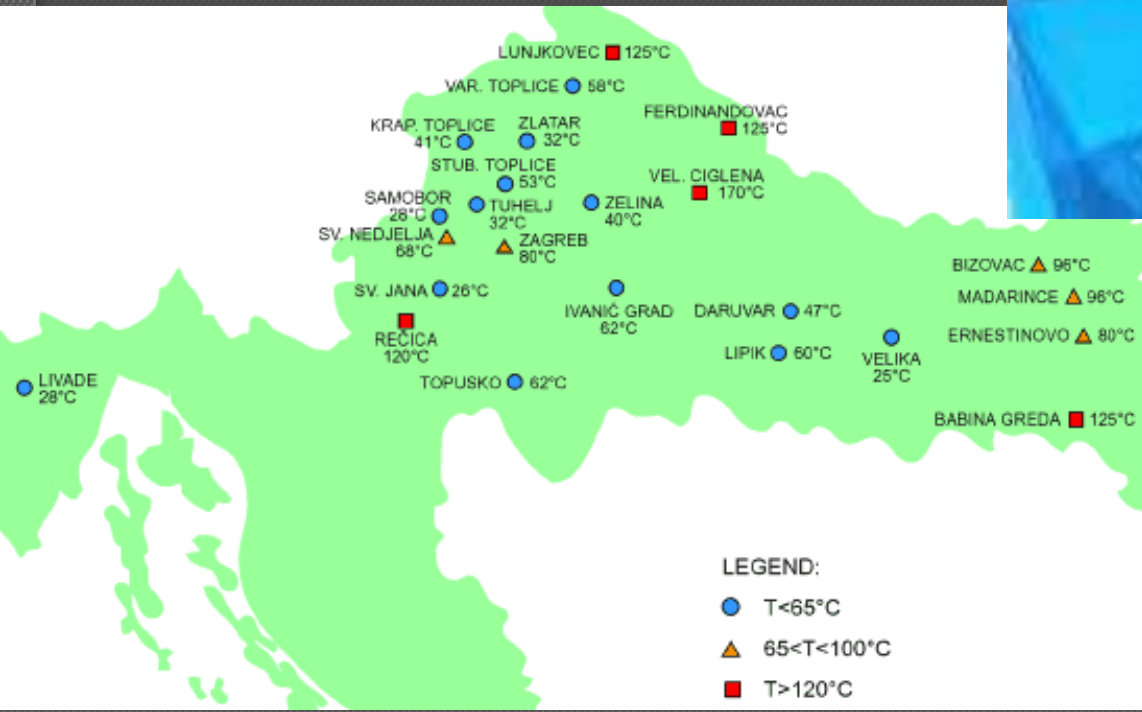 LUNJKOVEC 125°C
VAR. TOPLICE 58°C
FERDINANDOVAC
125°C
KRAP. TOPLICE
41°C
ZLATAR
32°C
STUB. TOPLICE
53°C
VEL. CIGLENA
170°C
SAMOBOR
28°C
TUHELJ
32°C
ZELINA
40°C
SV. NEDJELJA
68°C
ZAGREB
80°C
BIZOVAC 96°C
SV. JANA 26°C
MADARINCE 96°C
IVANIĆ GRAD
62°C
DARUVAR 47°C
REČICA
120°C
ERNESTINOVO 80°C
LIPIK 60°C
VELIKA
25°C
LIVADE
28°C
TOPUSKO 62°C
BABINA GREDA 125°C
LEGEND:
T<65°C
65<T<100°C
T>120°C